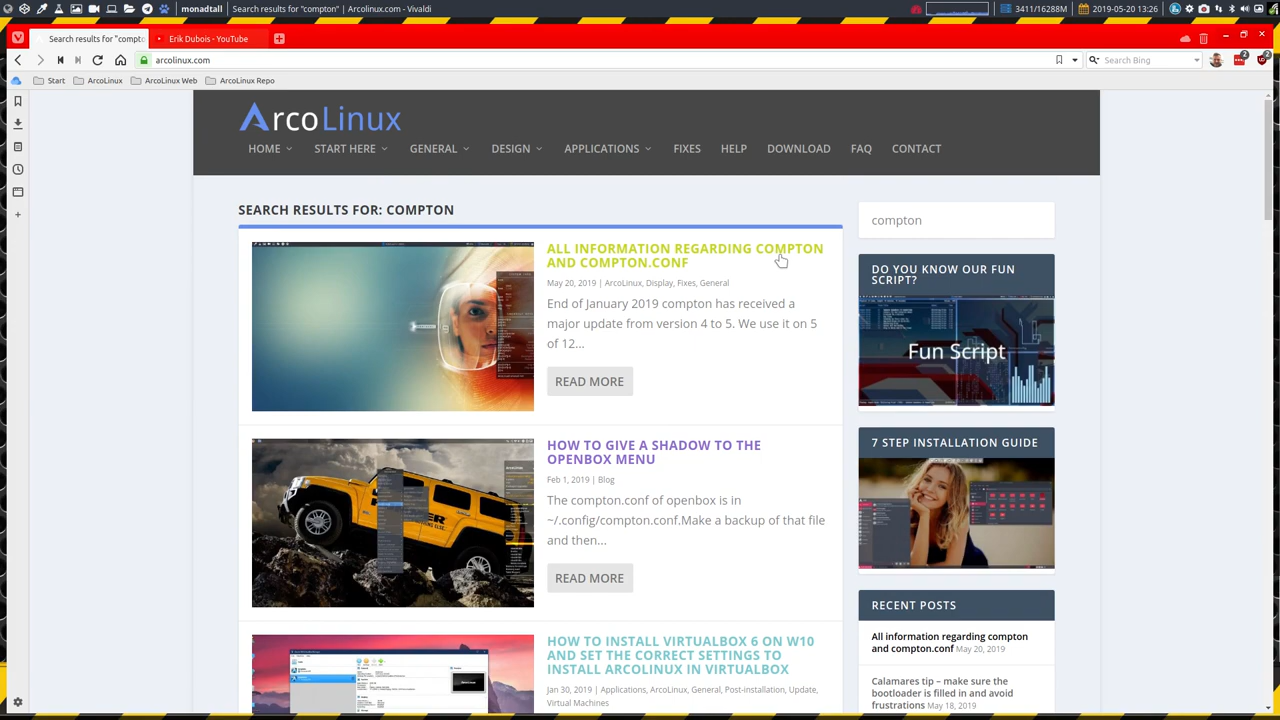 monadtall
Search results for "compton" | Arcolinux.com - Vivaldi
3411/16288M
2019-05-20 13:26
Search results for "compto
Erik Dubois - YouTube
arcolinux.com
Search Bing
2
2
Start
ArcoLinux
ArcoLinux Web
ArcoLinux Repo
ArcoLinux
HOME
START HERE
GENERAL
DESIGN
APPLICATIONS
FIXES
HELP
DOWNLOAD
FAQ
CONTACT
SEARCH RESULTS FOR: COMPTON
ALL INFORMATION REGARDING COMPTON
AND COMPTON.CONF
May 20, 2019 | ArcoLinux, Display, Fixes, General
End of January 2019 compton has received a
major update from version 4 to 5. We use it on 5
of 12...
READ MORE
HOW TO GIVE A SHADOW TO THE
OPENBOX MENU
Feb 1, 2019 | Blog
The compton.conf of openbox is in
~/.config/compton.conf.Make a backup of that file
and then...
READ MORE
HOW TO INSTALL VIRTUALBOX 6 ON W10
AND SET THE CORRECT SETTINGS TO
INSTALL ARCOLINUX IN VIRTUALBOX
30, 2019 | Applications, ArcoLinux, General, Post-installation, Update,
Virtual Machines
compton
DO YOU KNOW OUR FUN
SCRIPT?
Fun Script
7 STEP INSTALLATION GUIDE
RECENT POSTS
All information regarding compton
and compton.conf May 20, 2019
Calamares tip – make sure the
bootloader is filled in and avoid
frustrations May 18, 2019